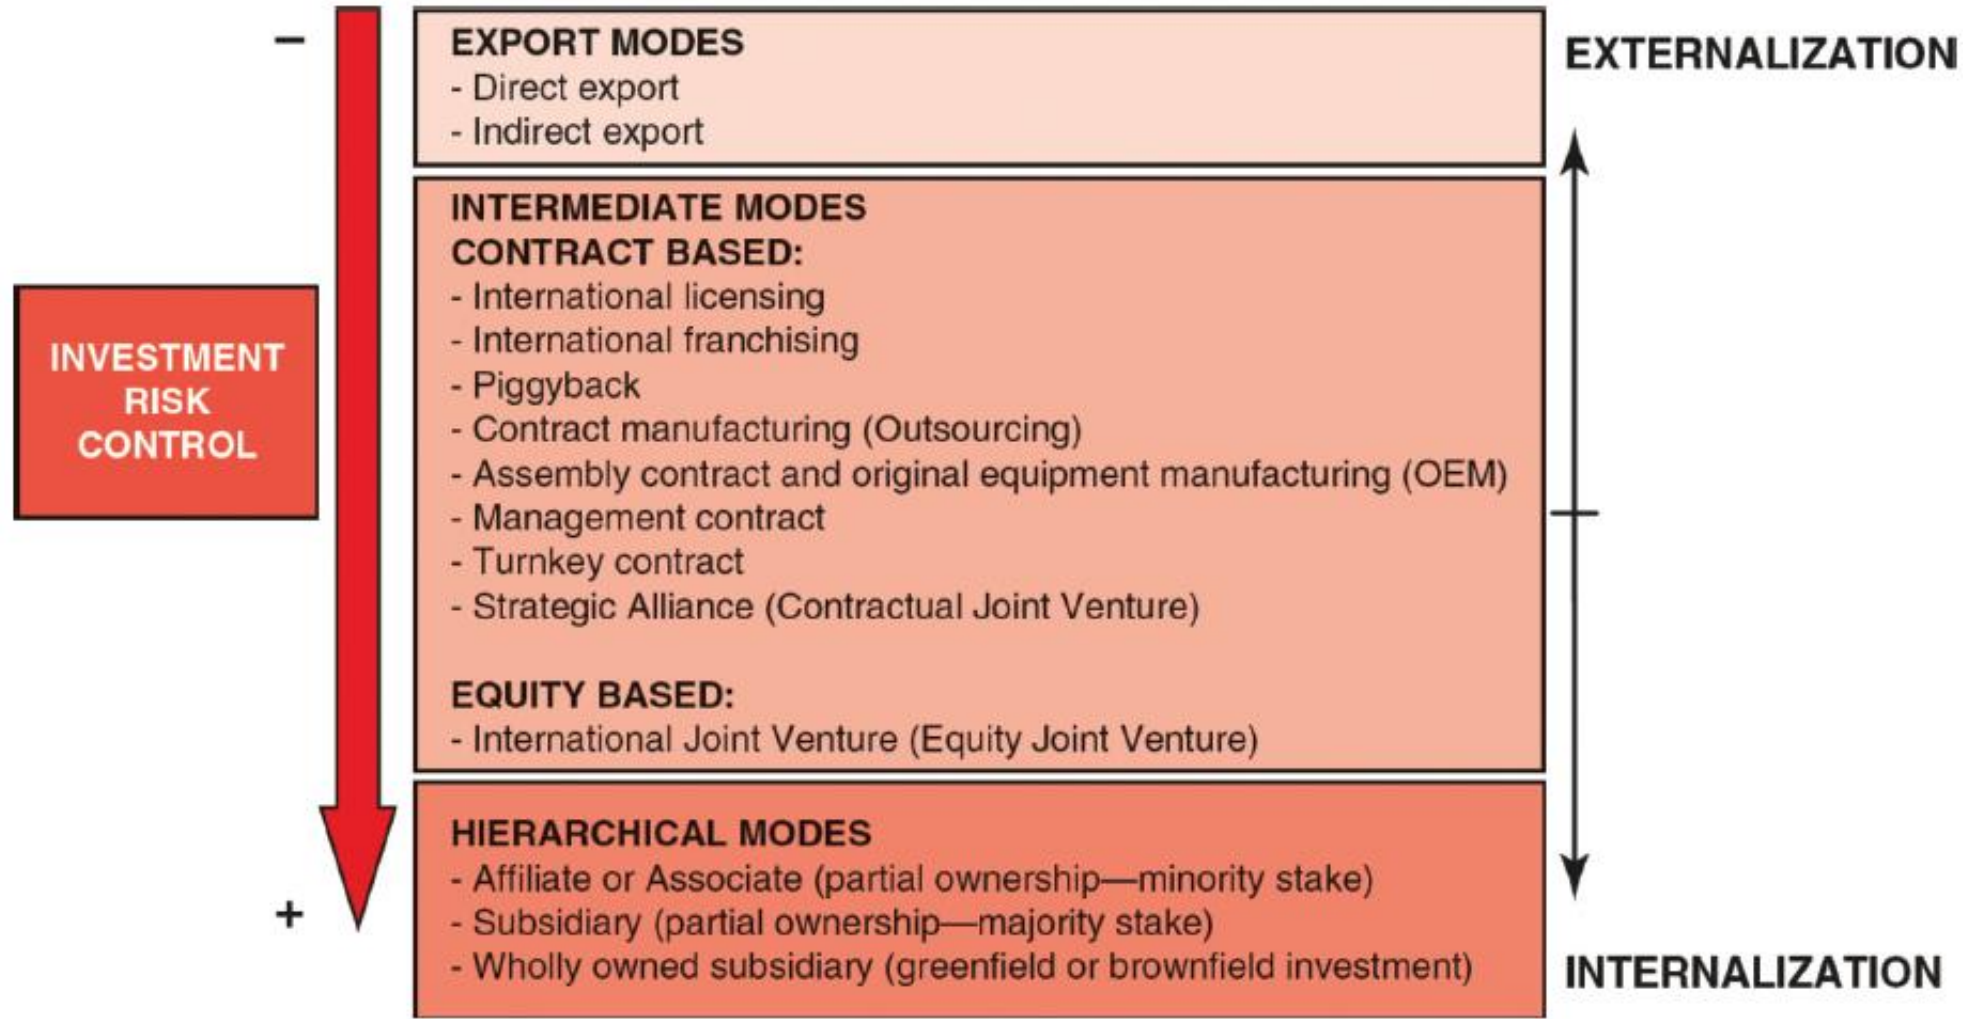 −
EXPORT MODES
- Direct export
- Indirect export
EXTERNALIZATION
INTERMEDIATE MODES
CONTRACT BASED:
- International licensing
- International franchising
- Piggyback
- Contract manufacturing (Outsourcing)
- Assembly contract and original equipment manufacturing (OEM)
- Management contract
- Turnkey contract
- Strategic Alliance (Contractual Joint Venture)
EQUITY BASED:
- International Joint Venture (Equity Joint Venture)
INVESTMENT
RISK
CONTROL
HIERARCHICAL MODES
- Affiliate or Associate (partial ownership—minority stake)
- Subsidiary (partial ownership—majority stake)
- Wholly owned subsidiary (greenfield or brownfield investment)
+
INTERNALIZATION